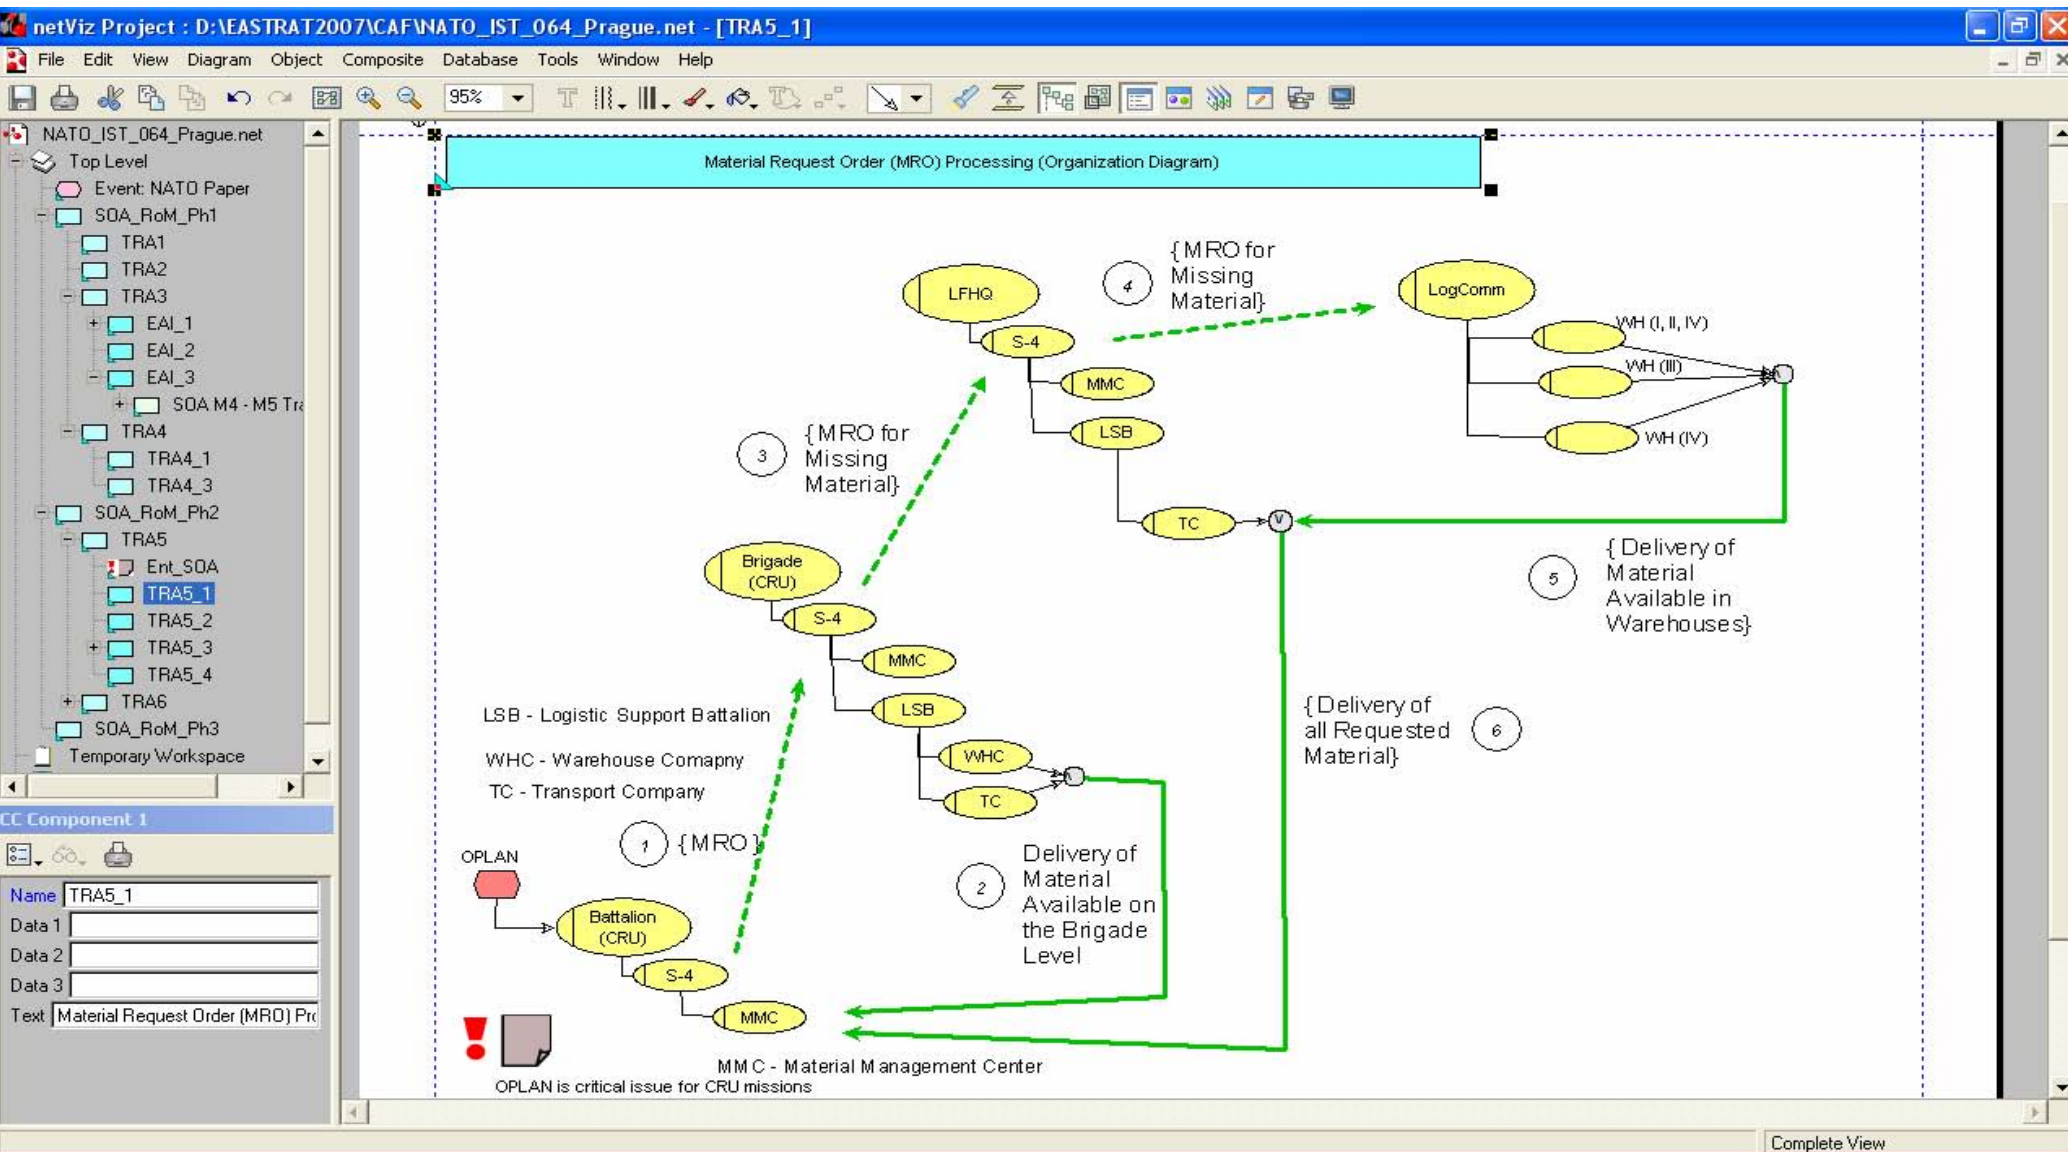 netViz Project : D:\EASTRAT2007\CAF\NATO_IST_064_Prague.net - [TRA5_1]
File Edit View Diagram Object Composite Database Tools Window Help
95%
NATO_IST_064_Prague.net
Top Level
Event: NATO Paper
SOA_RoM_Ph1
TRA1
TRA2
TRA3
EAI_1
EAI_2
EAI_3
SOA M4 - M5 Tra
TRA4
TRA4_1
TRA4_3
SOA_RoM_Ph2
TRA5
Ent_SOA
TRA5_1
TRA5_2
TRA5_3
TRA5_4
TRA6
SOA_RoM_Ph3
Temporary Workspace
CC Component 1
Name TRA5_1
Data 1
Data 2
Data 3
Text Material Request Order (MRO) Pro
Material Request Order (MRO) Processing (Organization Diagram)
LFHQ
S-4
MMC
LSB
TC
V
4
{MRO for
Missing
Material}
LogComm
WH (I, II, IV)
WH (III)
WH (IV)
3
{MRO for
Missing
Material}
5
{ Delivery of
Material
Available in
Warehouses}
Brigade
(CRU)
S-4
MMC
LSB
WHC
TC
{ Delivery of
all Requested
Material}
6
LSB - Logistic Support Battalion
WHC - Warehouse Comapny
TC - Transport Company
1
{MRO}
2
Delivery of
Material
Available on
the Brigade
Level
OPLAN
Battalion
(CRU)
S-4
MMC
MMC - Material Management Center
OPLAN is critical issue for CRU missions
Complete View